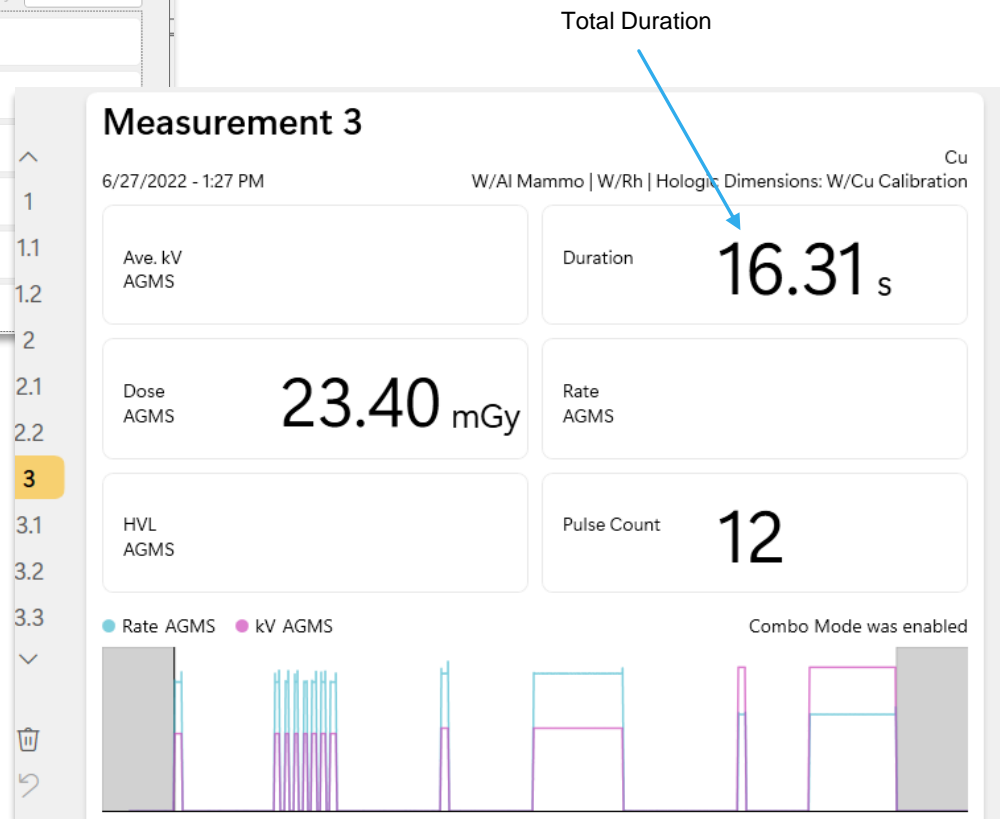 Total Duration
Measurement 3
Cu
6/27/2022 - 1:27 PM
W/Al Mammo | W/Rh | Hologic Dimensions: W/Cu Calibration
1
1.1
1.2
2
2.1
2.2
3
3.1
3.2
3.3
Ave. kV
AGMS
Duration
16.31 s
Dose
AGMS
23.40 mGy
Rate
AGMS
HVL
AGMS
Pulse Count
12
Rate AGMS
kV AGMS
Combo Mode was enabled